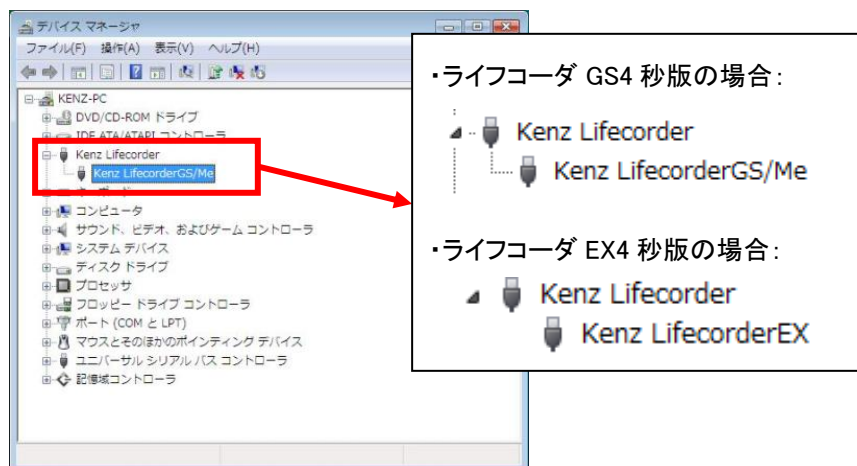 デバイス マネージャ
ファイル(F) 操作(A) 表示(V) ヘルプ(H)
KENZ-PC
DVD/CD-ROM ドライブ
IDE ATA/ATAPI コントローラ
Kenz Lifecorder
Kenz LifecorderGS/Me
キーボード
コンピュータ
サウンド、ビデオ、およびゲーム コントローラ
システム デバイス
ディスク ドライブ
プロセッサ
フロッピー ドライブ コントローラ
ポート (COM と LPT)
マウスとそのほかのポインティング デバイス
ユニバーサル シリアル バス コントローラ
記憶域コントローラ
・ライフコーダ GS4 秒版の場合:
Kenz Lifecorder
Kenz LifecorderGS/Me
・ライフコーダ EX4 秒版の場合:
Kenz Lifecorder
Kenz LifecorderEX